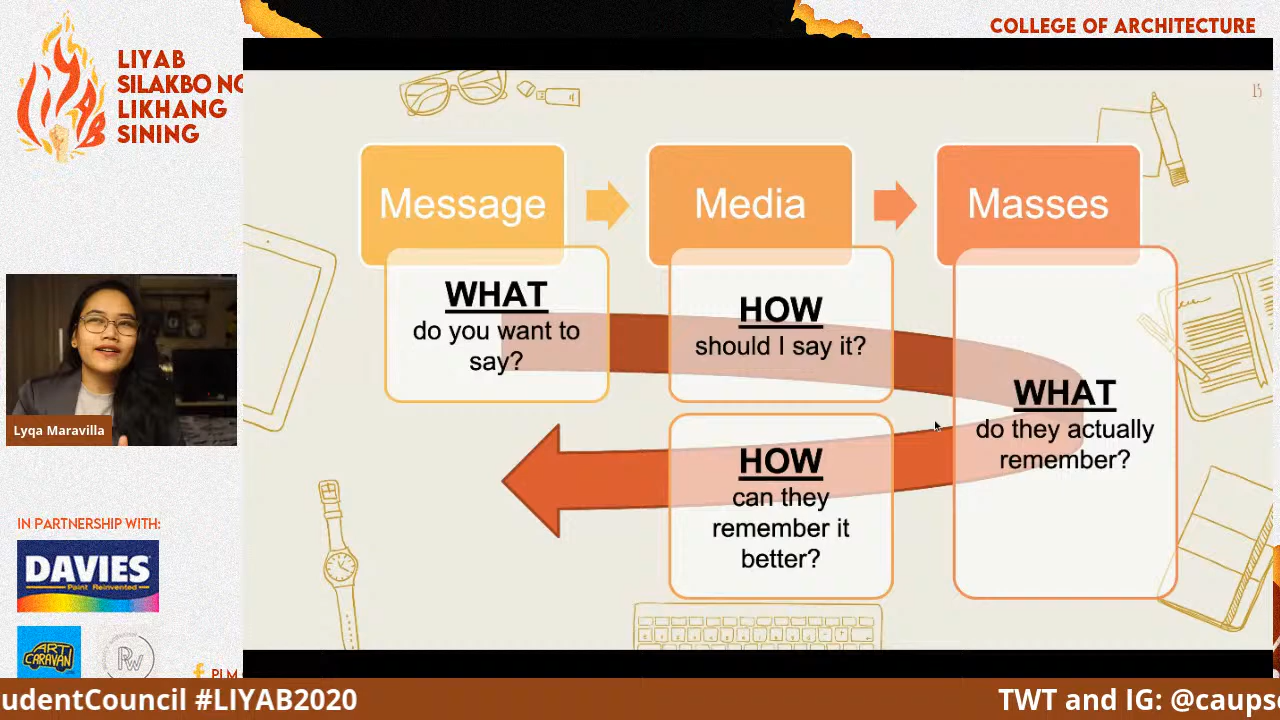 COLLEGE OF ARCHITECTURE
LIYAB
SILAKBO NG
LIKHANG
SINING
15
Message
Media
Masses
WHAT
do you want to
say?
HOW
should I say it?
WHAT
do they actually
remember?
HOW
can they
remember it
better?
Lyqa Maravilla
IN PARTNERSHIP WITH:
DAVIES
Paint Reinvented
ART
CARAVAN
PW
PLM
udentCouncil #LIYAB2020
TWT and IG: @caups